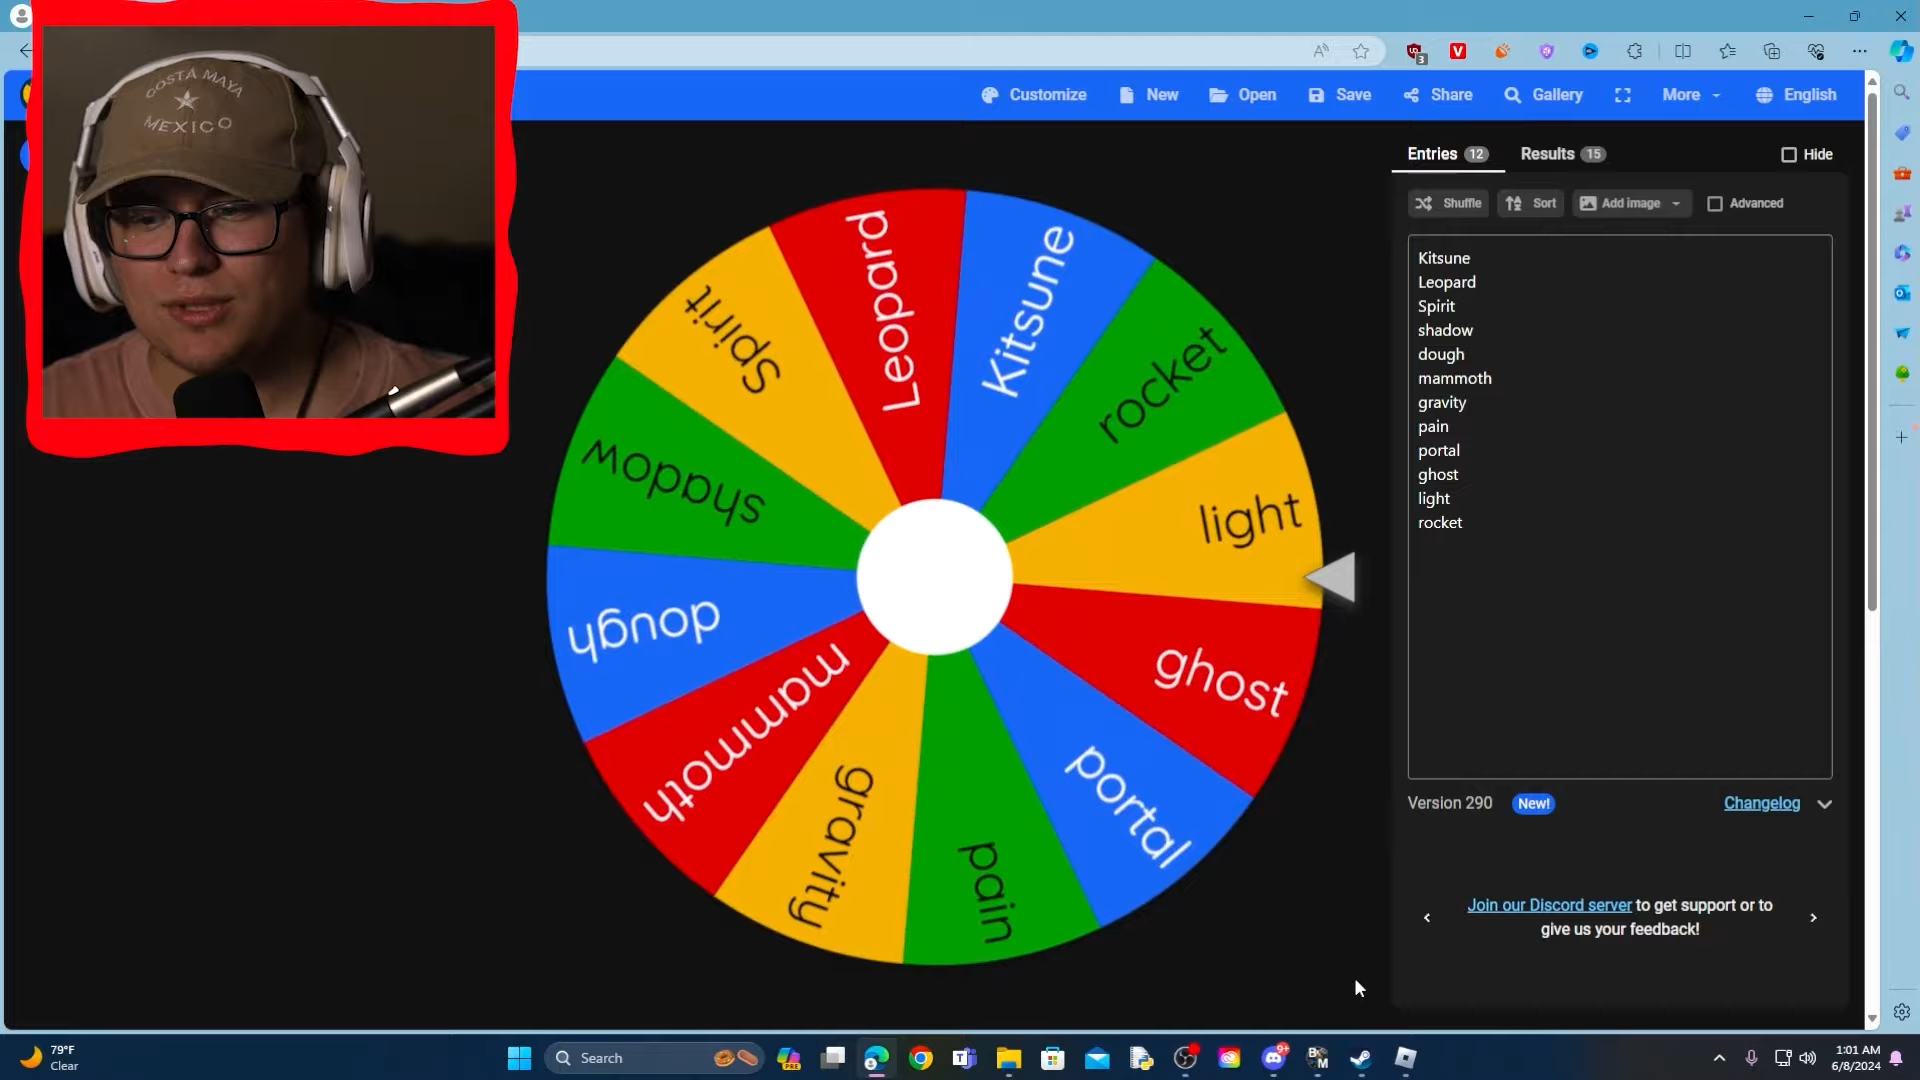 COSTA MAYA
MEXICO
3
Customize
New
Open
Save
Share
Gallery
More
English
Entries 12
Results 15
Hide
Shuffle
Sort
Add image
Advanced
Kitsune
Leopard
Spirit
shadow
dough
mammoth
gravity
pain
portal
ghost
light
rocket
Leopard
Kitsune
rocket
light
ghost
portal
pain
gravity
mammoth
dough
shadow
Spirit
Version 290
New!
Changelog
Join our Discord server to get support or to
give us your feedback!
79°F
Clear
Search
PRE
9+
1:01 AM
6/8/2024